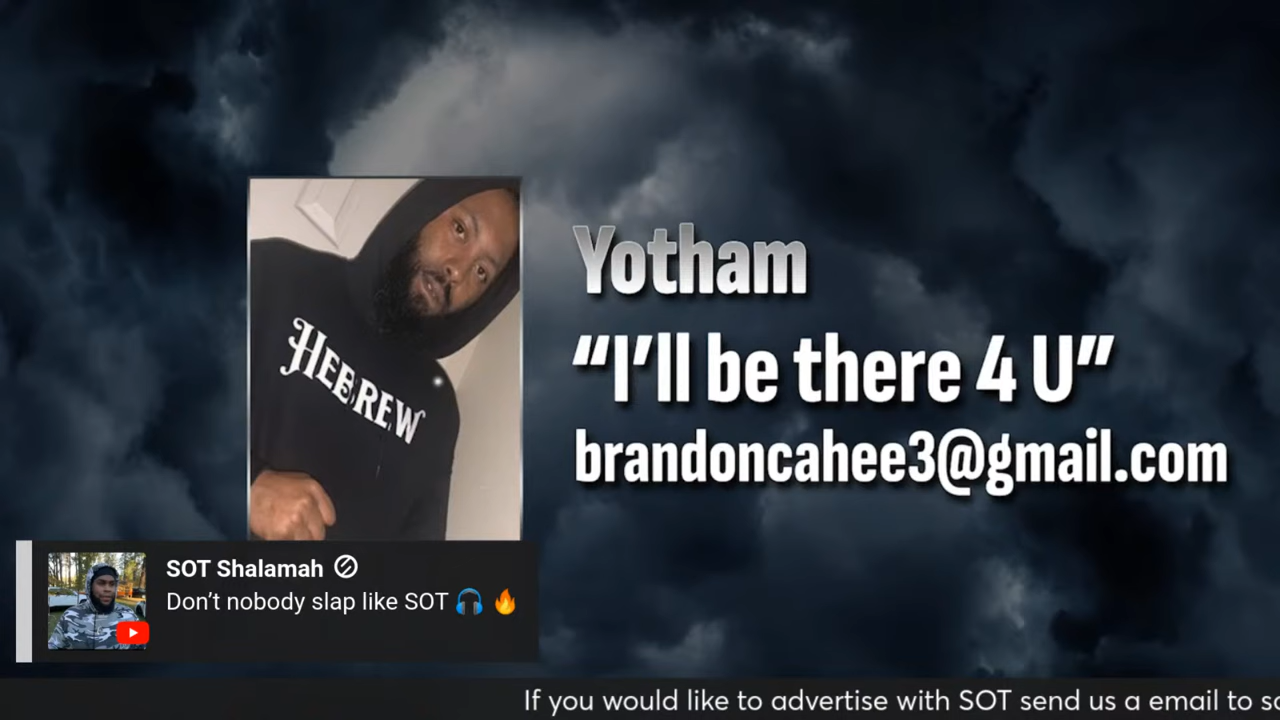 Yotham
“I’ll be there 4 U”
brandoncahee3@gmail.com
HEBREW
SOT Shalamah
Don’t nobody slap like SOT 🎧 🔥
If you would like to advertise with SOT send us a email to